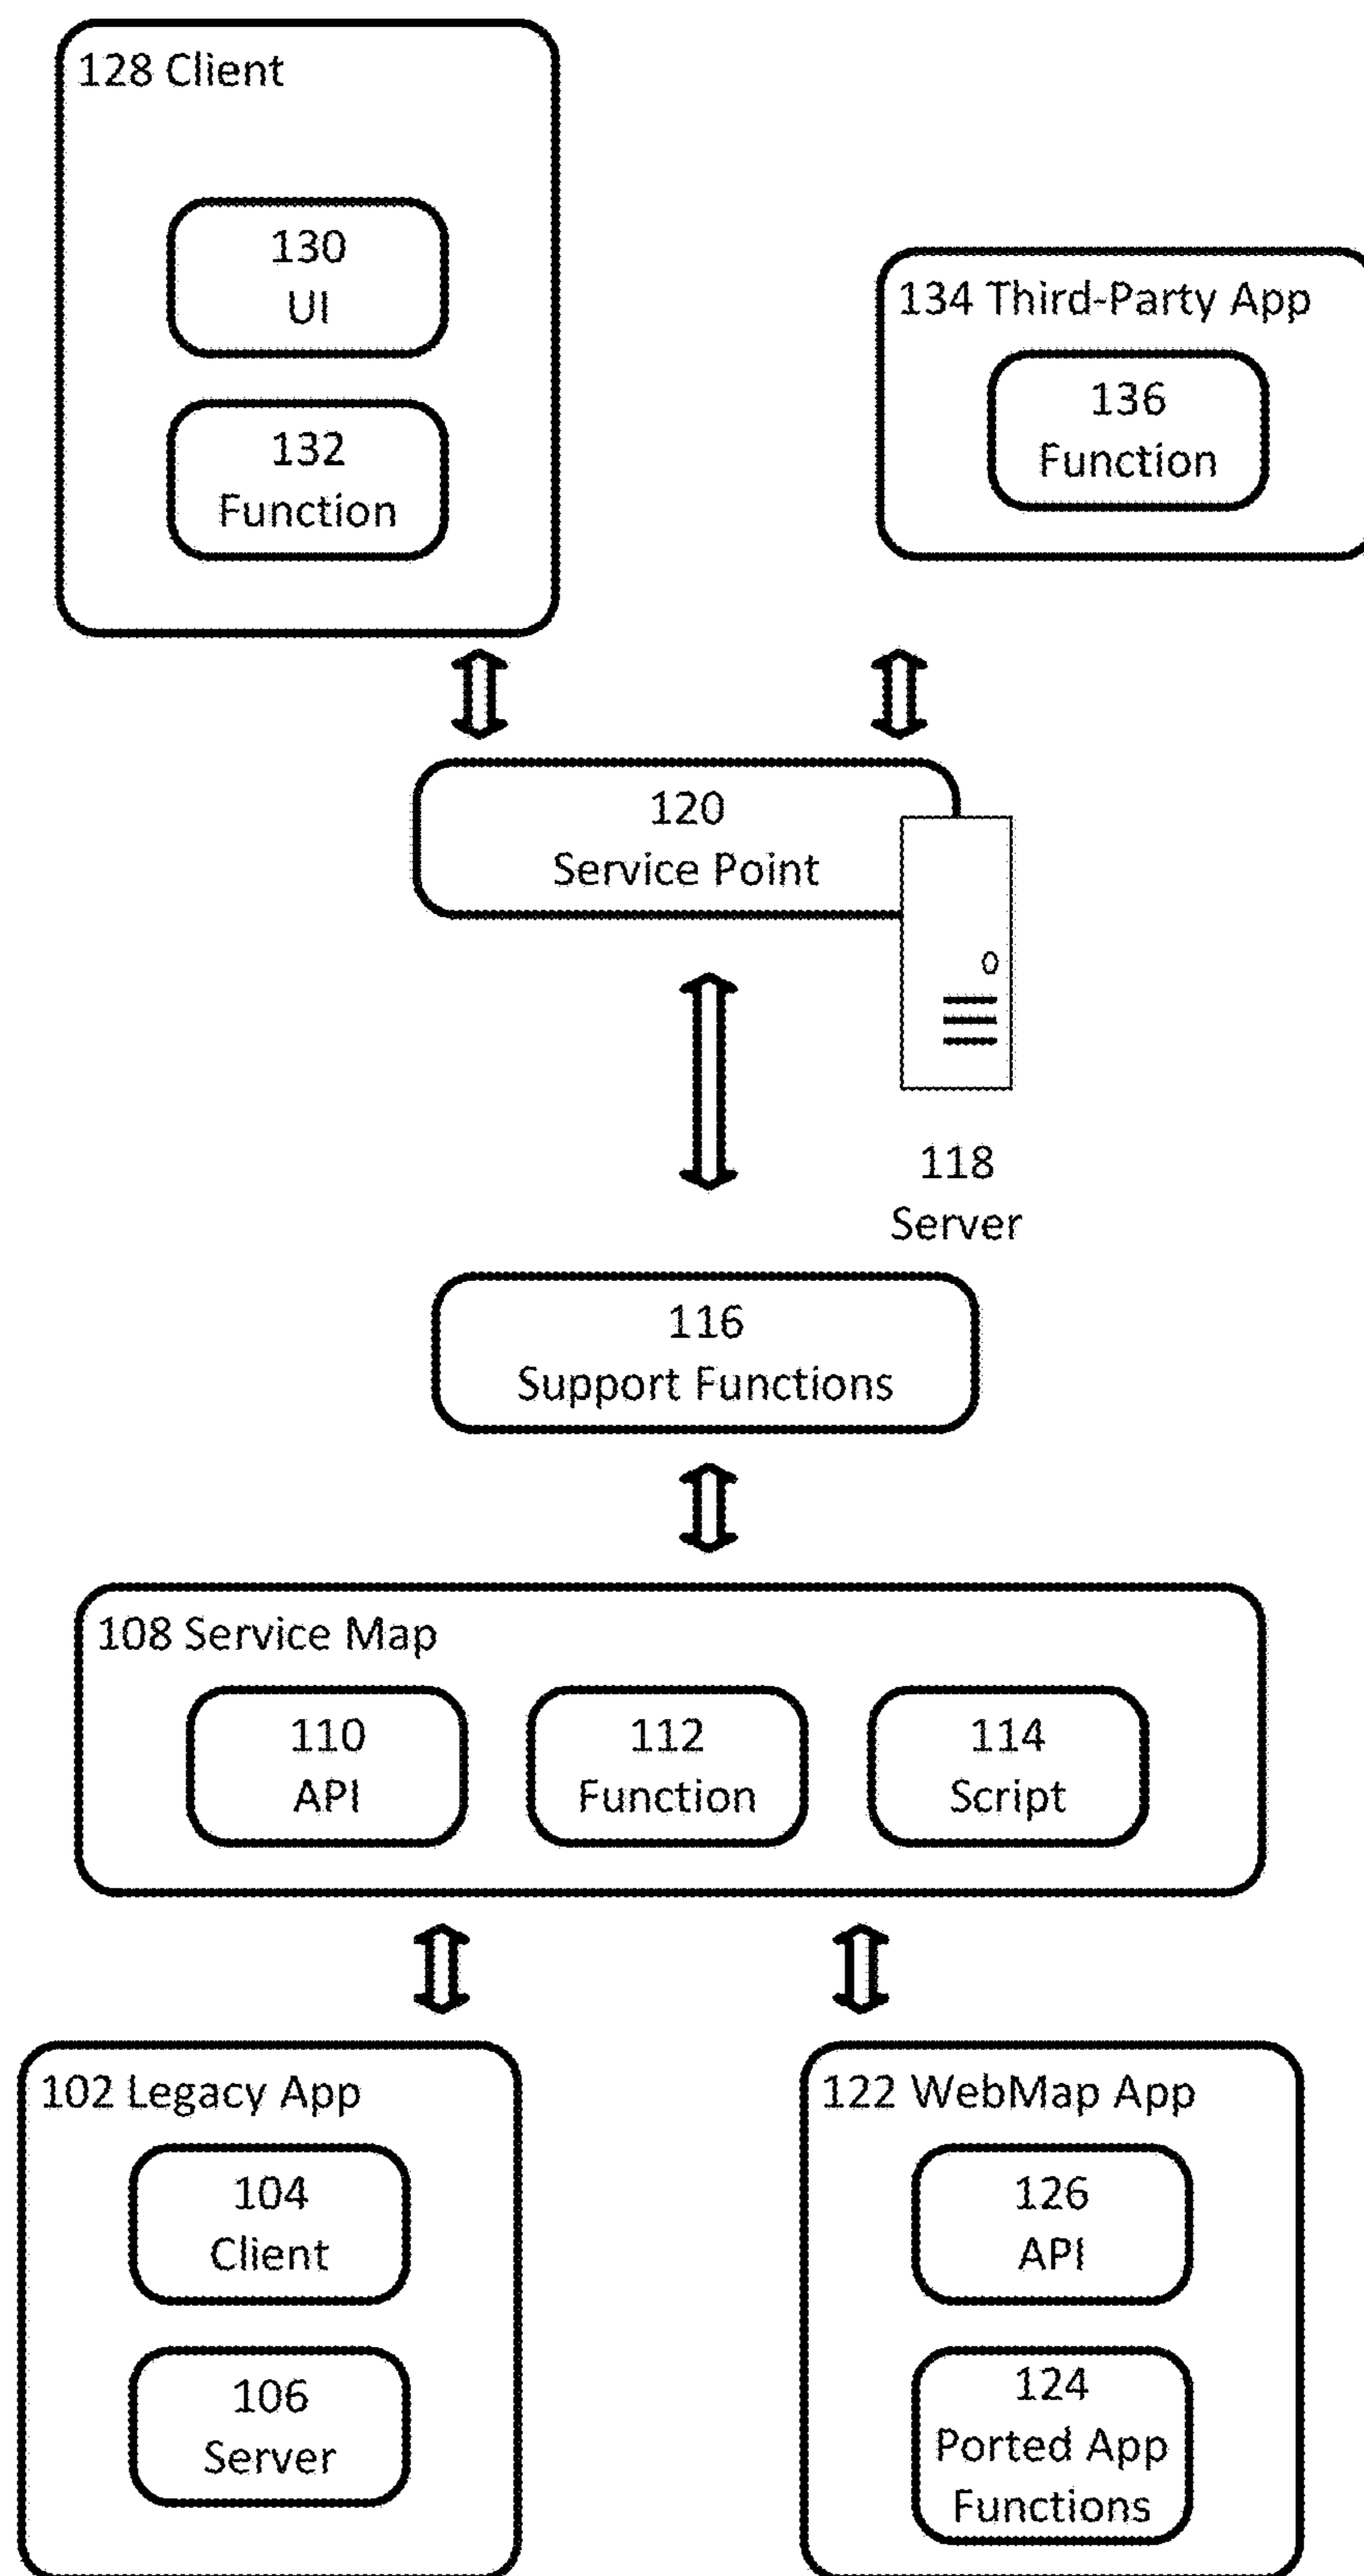 128 Client
130
UI
132
Function
134 Third-Party App
136
Function
120
Service Point
118
Server
116
Support Functions
108 Service Map
110
API
112
Function
114
Script
102 Legacy App
104
Client
106
Server
122 WebMap App
126
API
124
Ported App
Functions